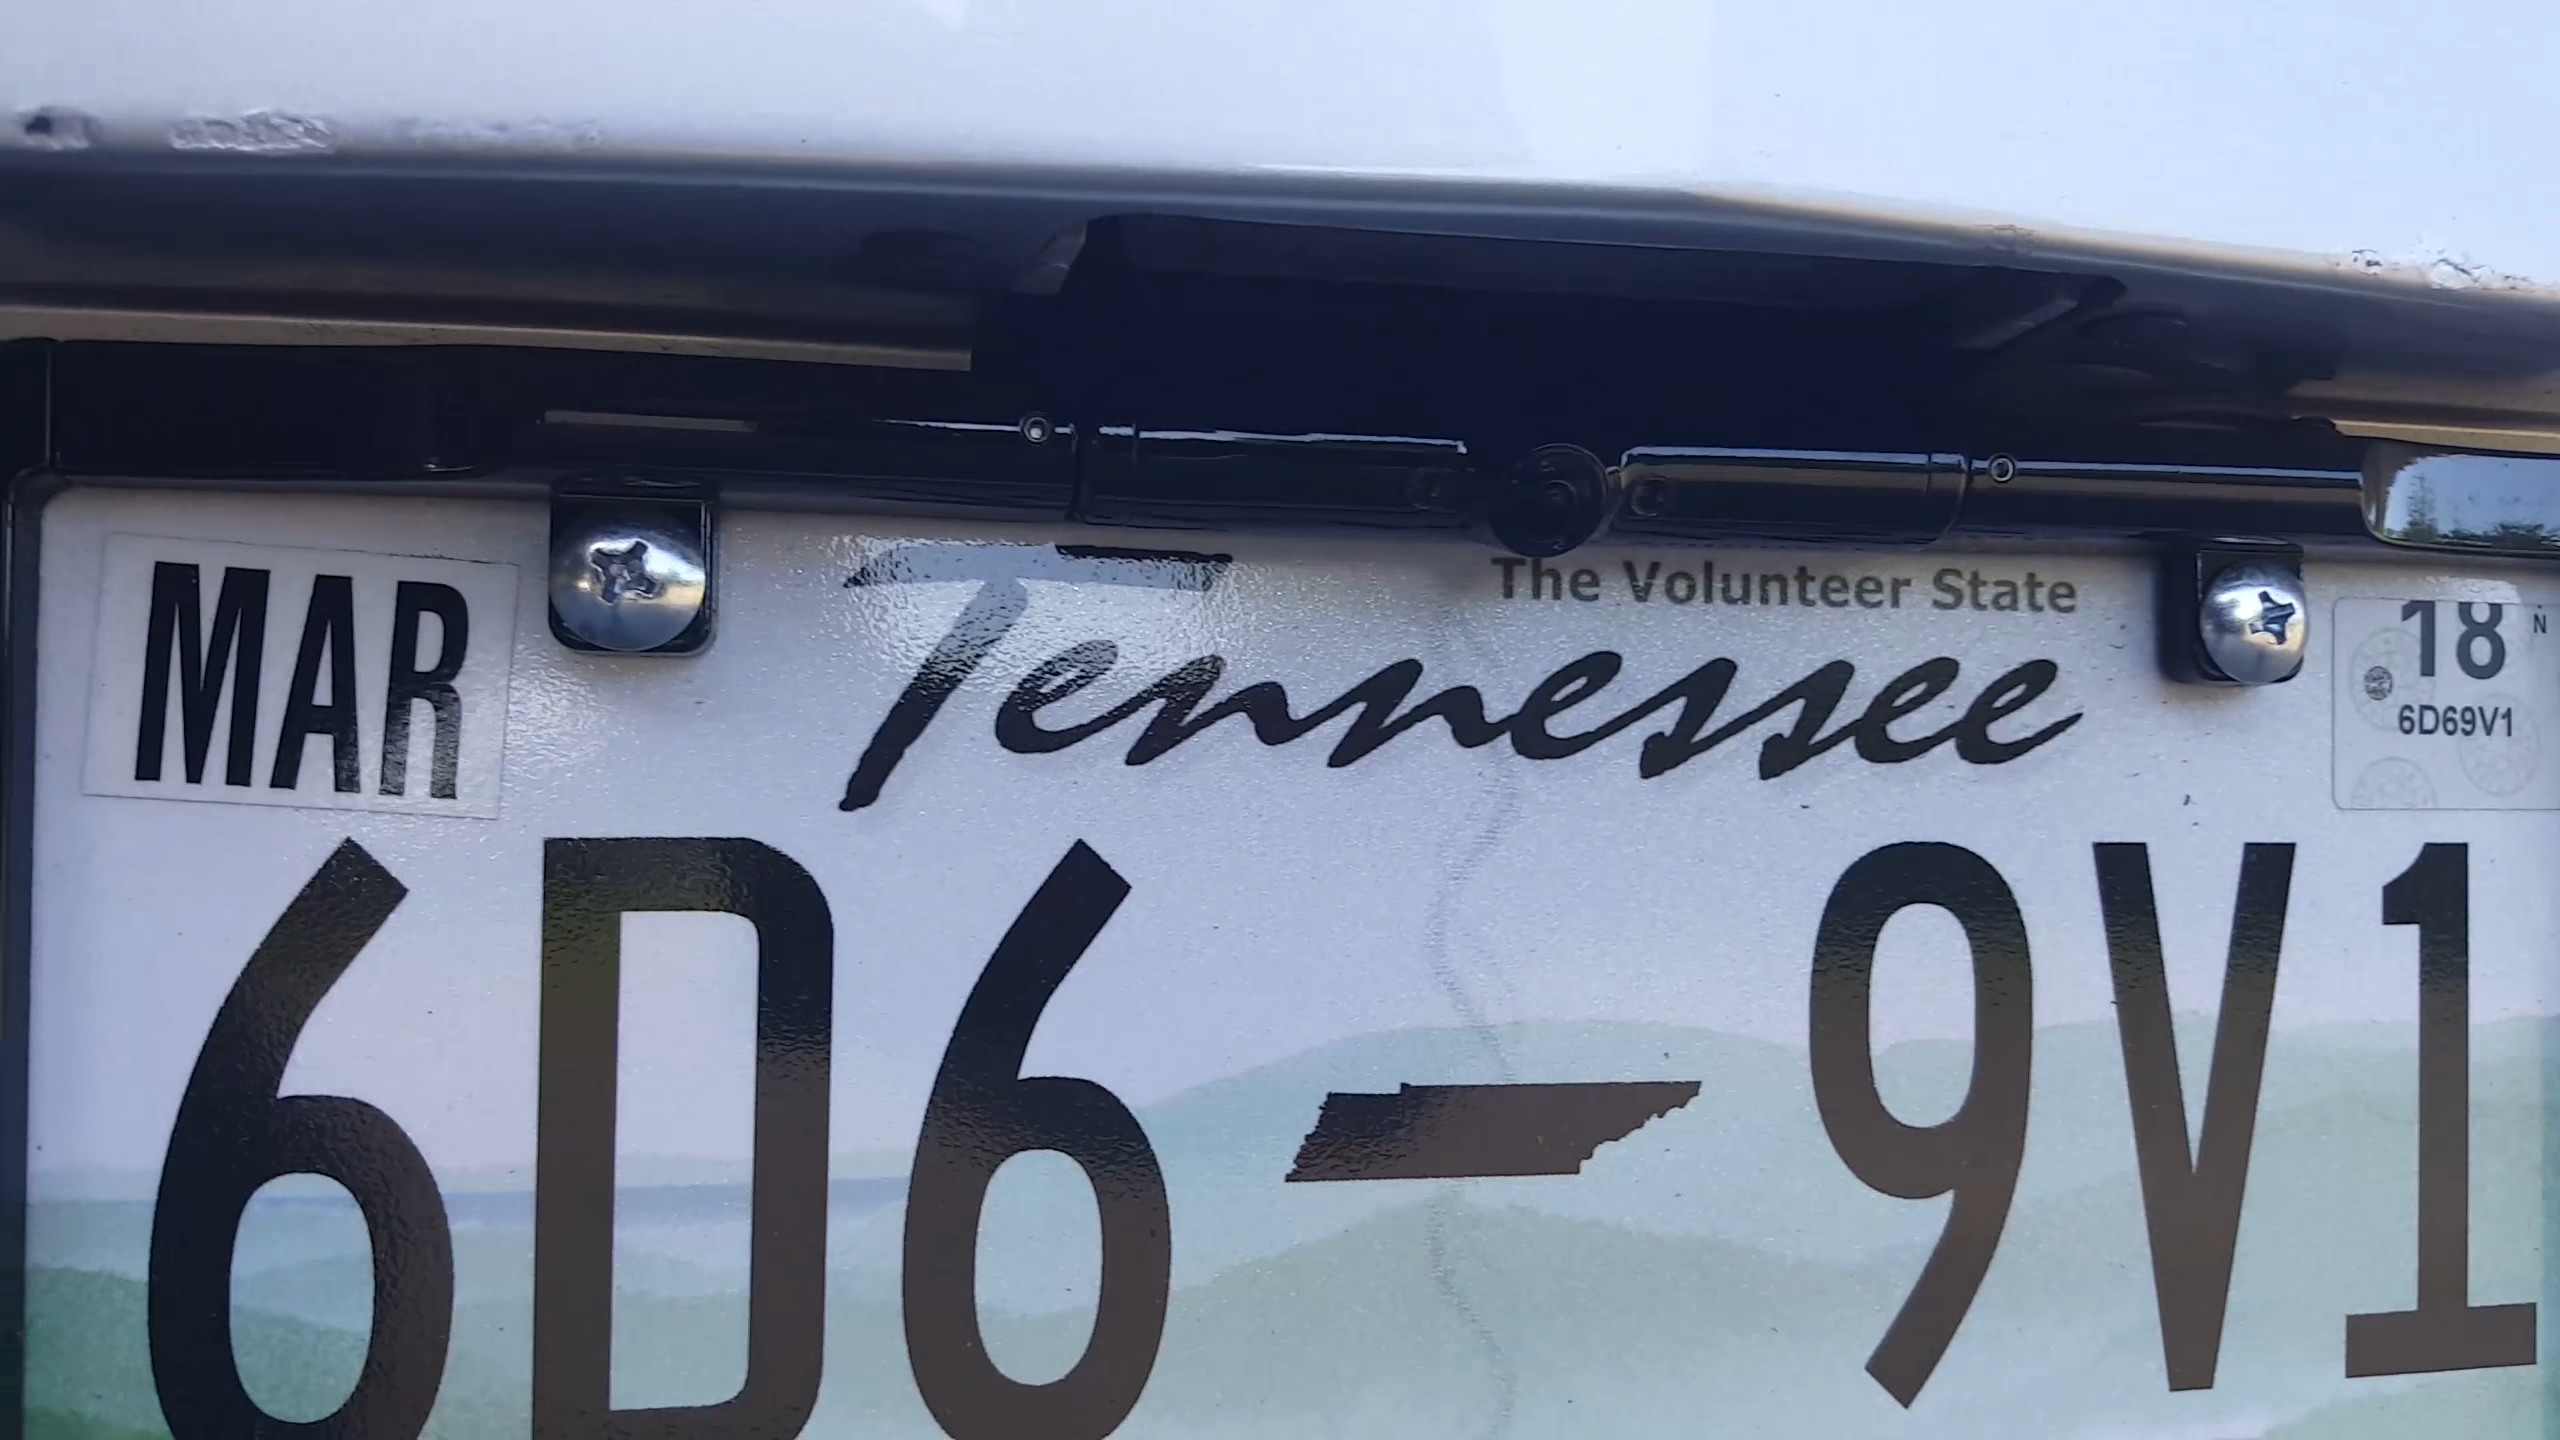 The Volunteer State
MAR
Tennessee
18
N
6D69V1
6D6-9V1